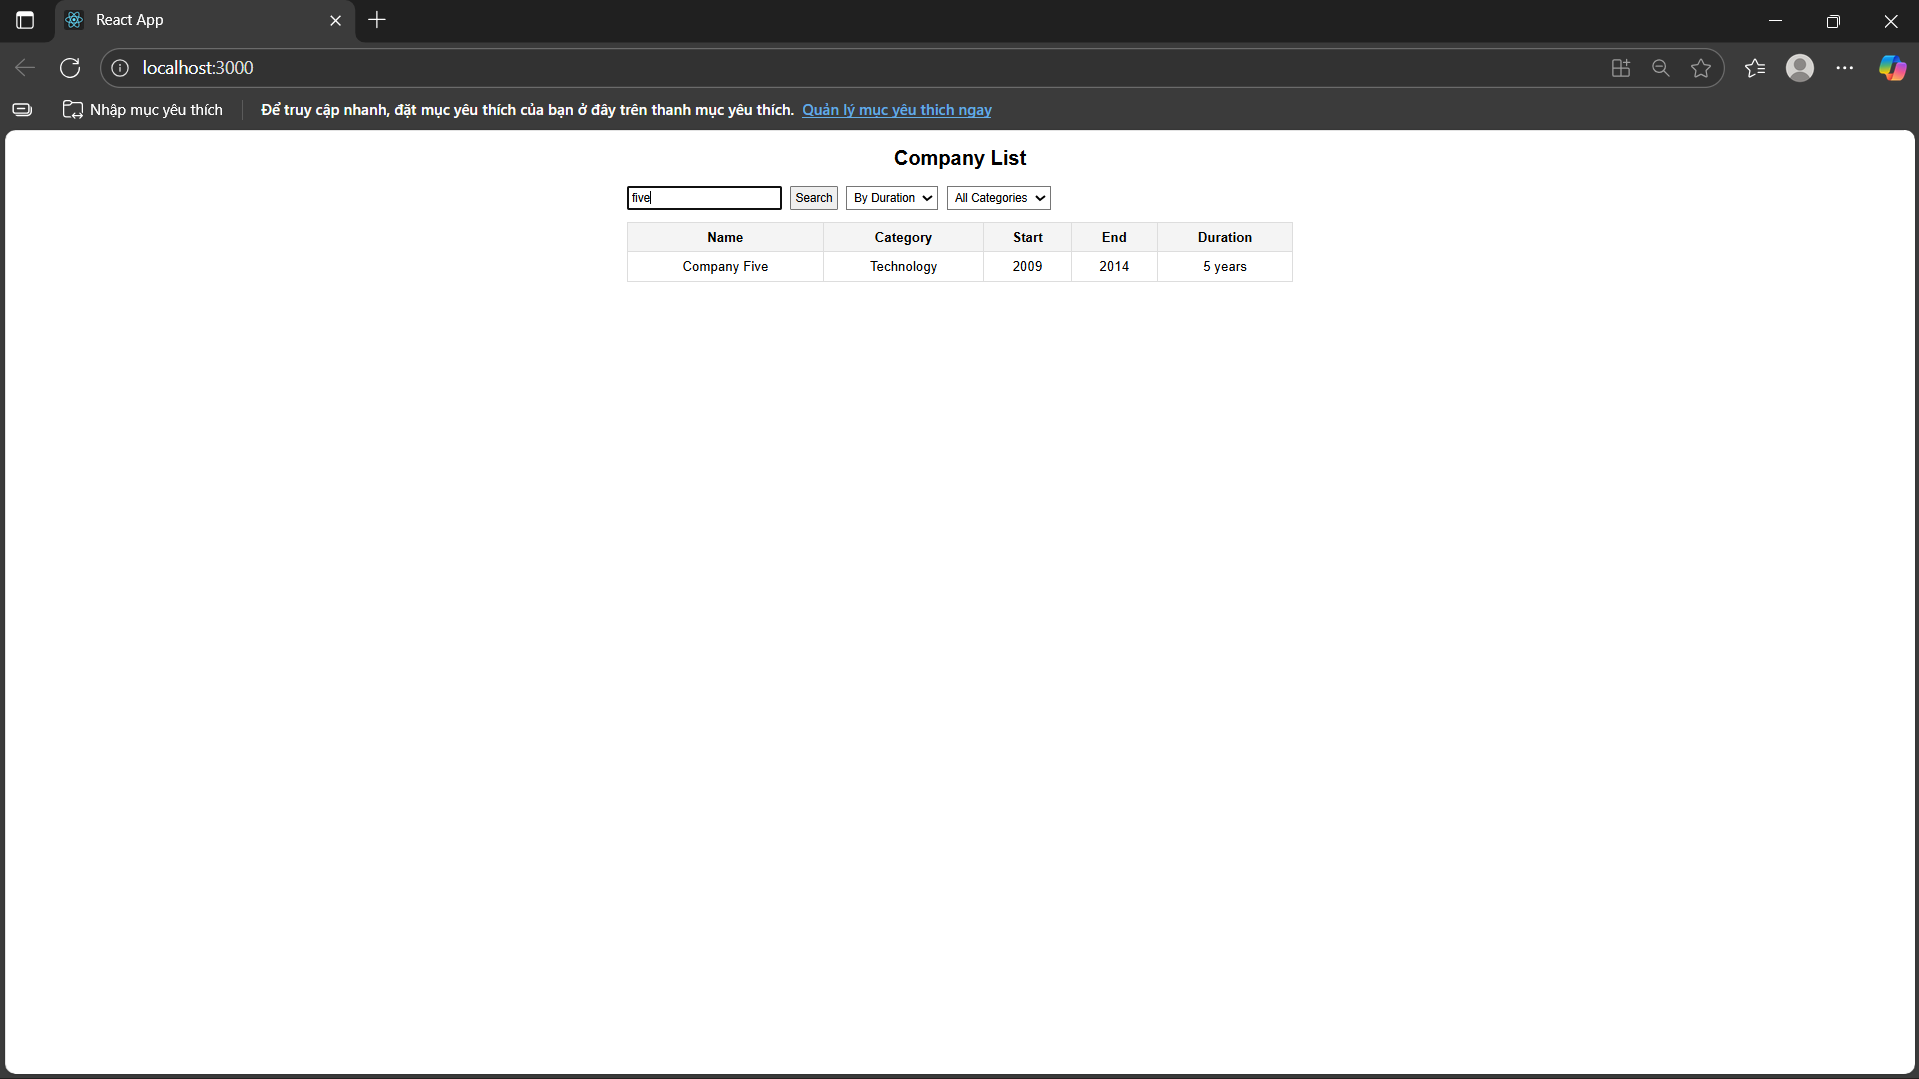 React App
localhost:3000
Nhập mục yêu thích Để truy cập nhanh, đặt mục yêu thích của bạn ở đây trên thanh mục yêu thích. Quản lý mục yêu thích ngay
Company List
five Search By Duration All Categories
Name Category Start End Duration
Company Five Technology 2009 2014 5 years